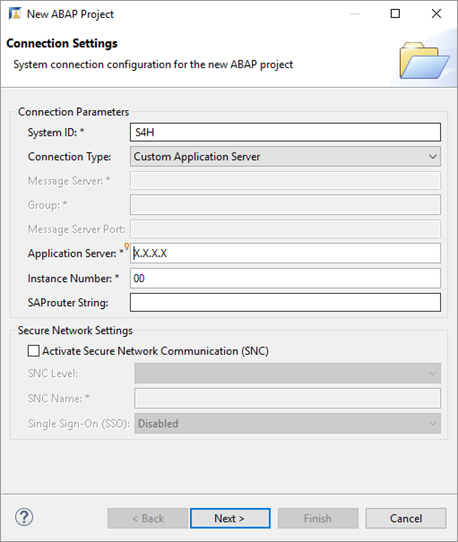 New ABAP Project
Connection Settings
System connection configuration for the new ABAP project
Connection Parameters
System ID: * S4H
Connection Type: Custom Application Server
Message Server: *
Group: *
Message Server Port:
Application Server: * X.X.X.X
Instance Number: * 00
SAProuter String:
Secure Network Settings
Activate Secure Network Communication (SNC)
SNC Level:
SNC Name: *
Single Sign-On (SSO): Disabled
? < Back Next > Finish Cancel